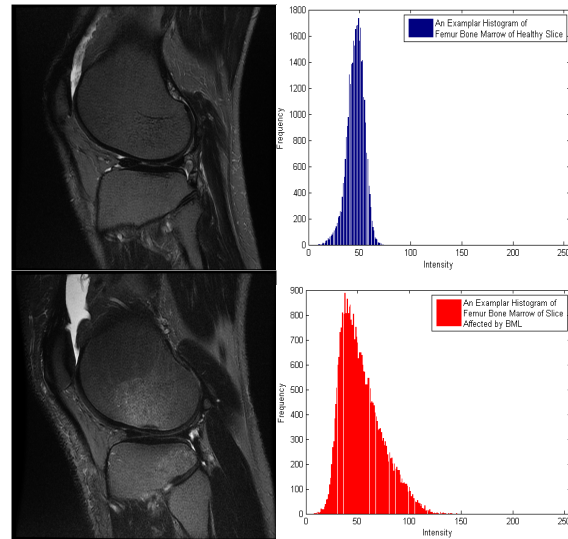 1800
1600
1400
1200
1000
800
600
400
200
0
Frequency
An Examplar Histogram of
Femur Bone Marrow of Healthy Slice
0 50 100 150 200 250
Intensity
900
800
700
600
500
400
300
200
100
0
Frequency
An Examplar Histogram of
Femur Bone Marrow of Slice
Affected by BML
0 50 100 150 200 250
Intensity